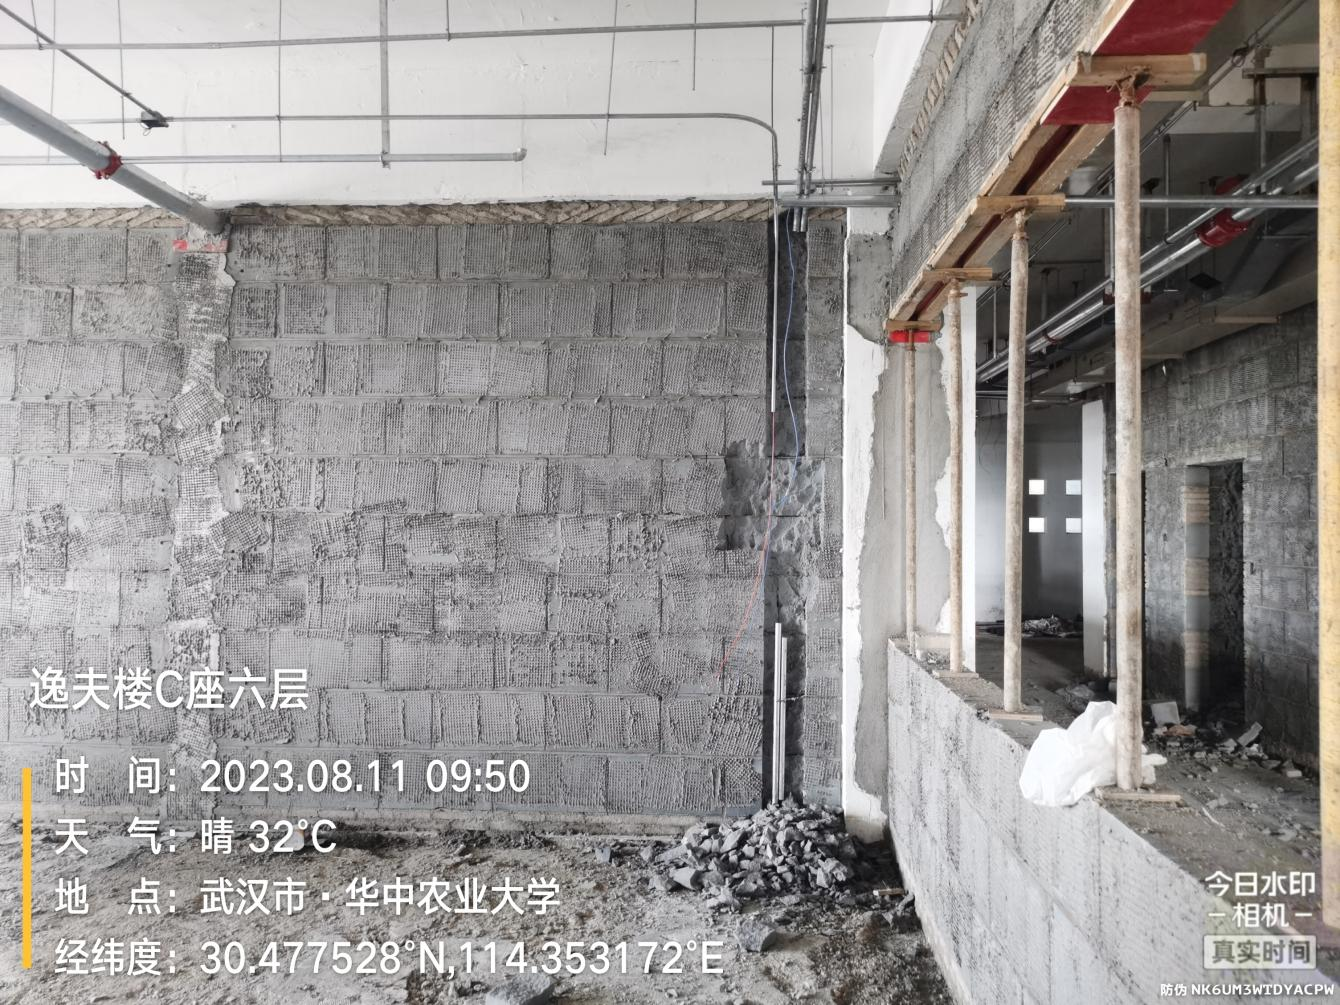 逸夫楼C座六层
时 间：2023.08.11 09:50
天 气：晴 32℃
地 点：武汉市·华中农业大学
经纬度：30.477528°N,114.353172°E
今日水印
相机
真实时间
防伪 NK6UM3WTDYACPW